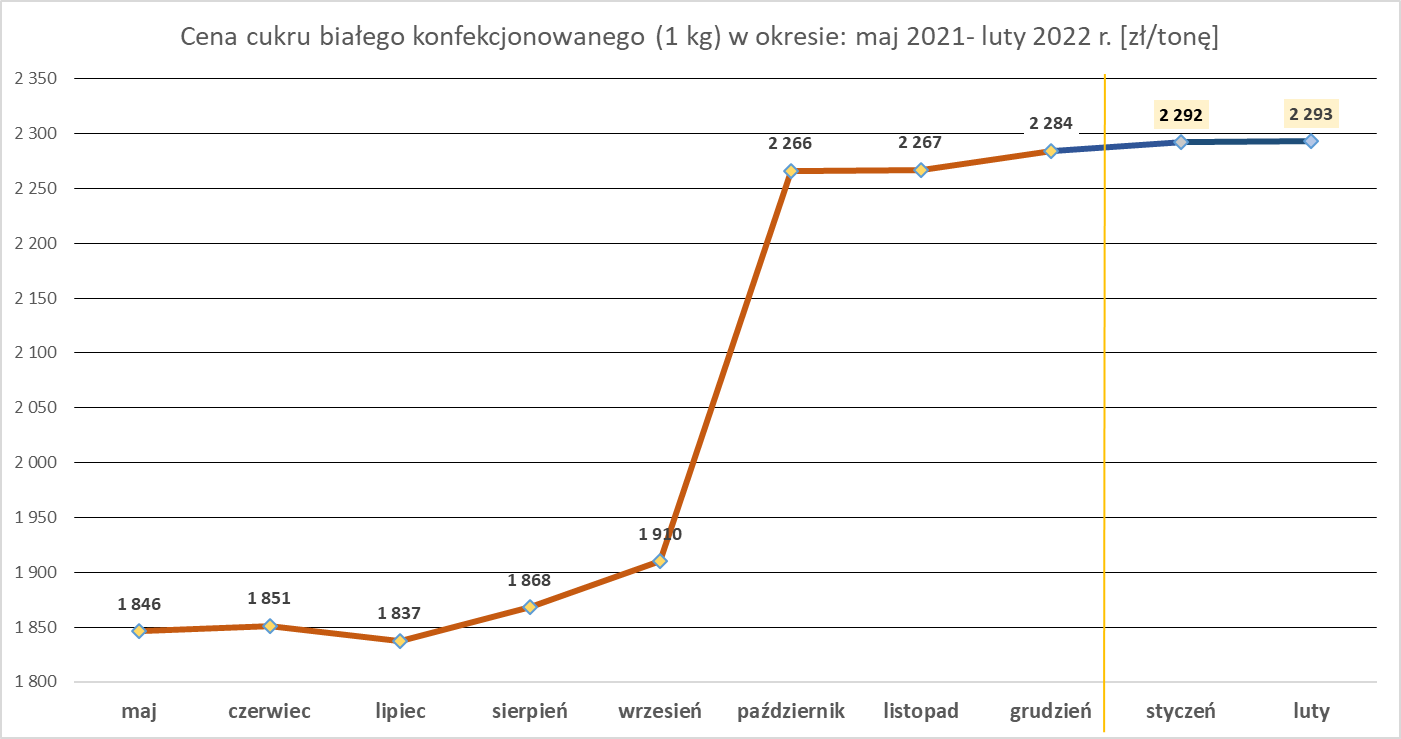 Cena cukru białego konfekcjonowanego (1 kg) w okresie: maj 2021- luty 2022 r. [zł/tonę]
2 350
2 300
2 250
2 200
2 150
2 100
2 050
2 000
1 950
1 900
1 850
1 800
1 846
1 851
1 837
1 868
1 910
2 266
2 267
2 284
2 292
2 293
maj
czerwiec
lipiec
sierpień
wrzesień
październik
listopad
grudzień
styczeń
luty